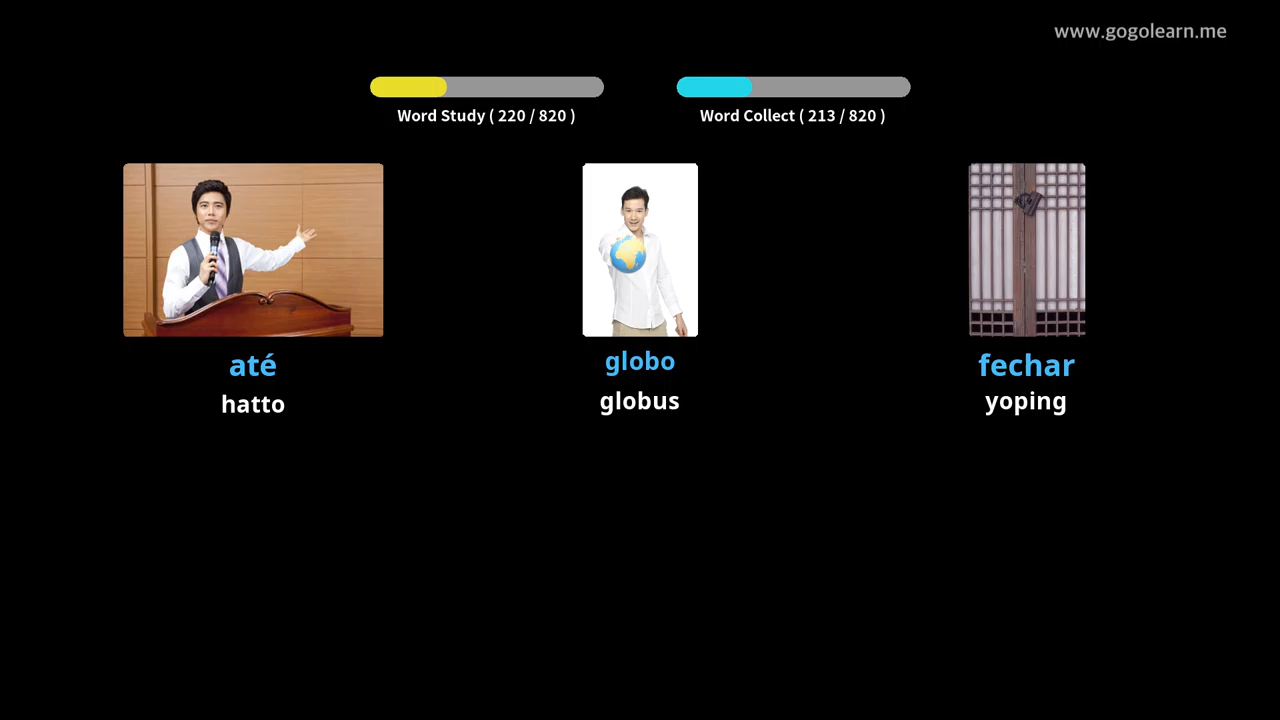 www.gogolearn.me
Word Study ( 220 / 820 )
Word Collect ( 213 / 820 )
até
hatto
globo
globus
fechar
yoping